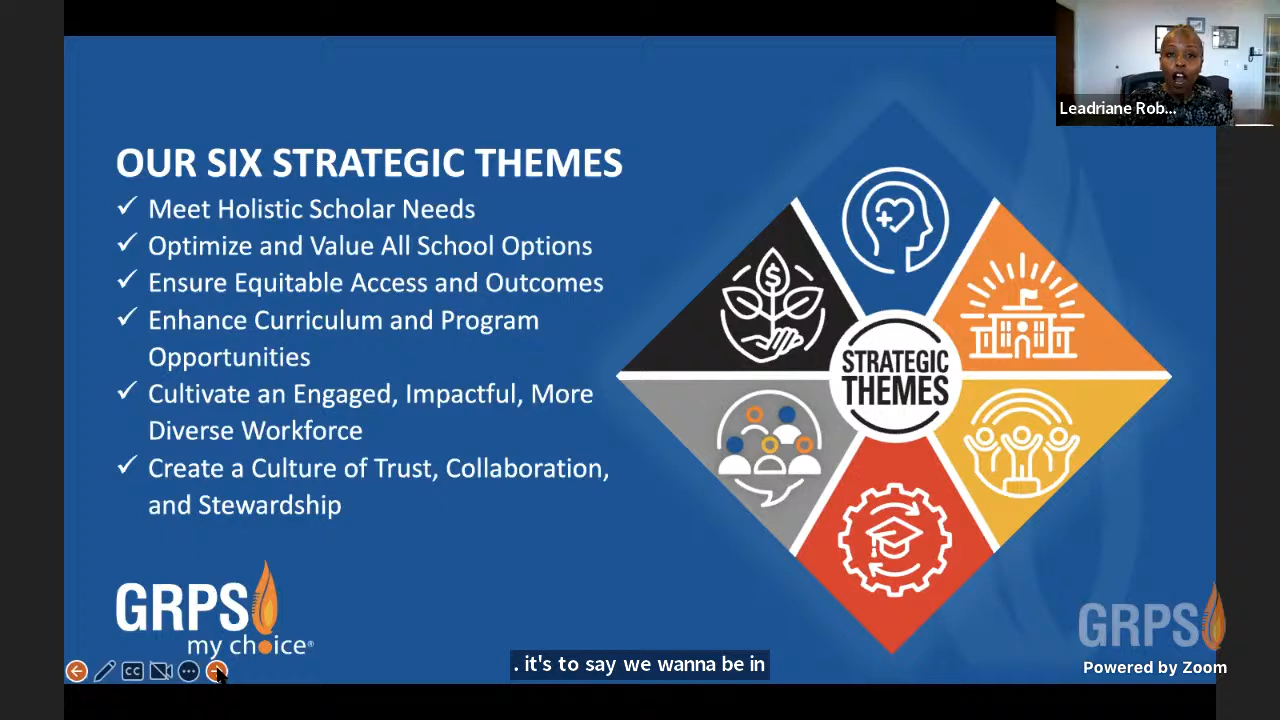 Leadriane Rob...
OUR SIX STRATEGIC THEMES
✓ Meet Holistic Scholar Needs
✓ Optimize and Value All School Options
✓ Ensure Equitable Access and Outcomes
✓ Enhance Curriculum and Program
Opportunities
✓ Cultivate an Engaged, Impactful, More
Diverse Workforce
✓ Create a Culture of Trust, Collaboration,
and Stewardship
$
STRATEGIC
THEMES
GRPS
my choice®
CC
. it's to say we wanna be in
GRPS
Powered by Zoom